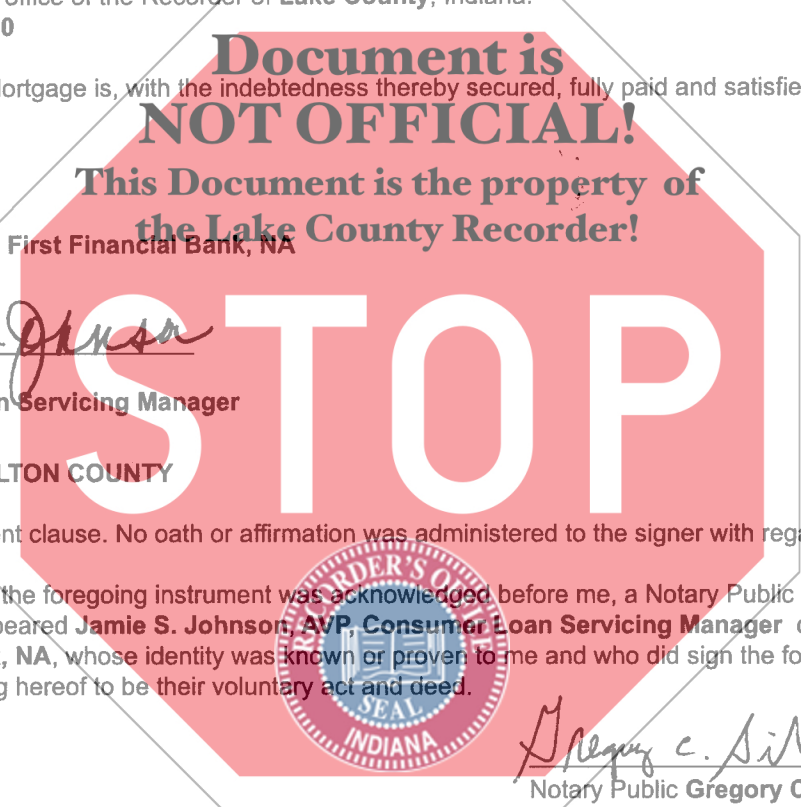 office of the Recorder of Lake County, Indiana.
0
Document is
Mortgage is, with the indebtedness thereby secured, fully paid and satisfie
NOT OFFICIAL!
This Document is the property of
the Lake County Recorder!
First Financial Bank, NA
STOP
Johnson
n Servicing Manager
LTON COUNTY
nt clause. No oath or affirmation was administered to the signer with rega
the foregoing instrument was acknowledged before me, a Notary Public
peared Jamie S. Johnson, AVP, Consumer Loan Servicing Manager
, NA, whose identity was known or proven to me and who did sign the fo
g hereof to be their voluntary act and deed.
RECORDER'S OFFICE
SEAL
INDIANA
Gregory C. Sil
Notary Public Gregory C